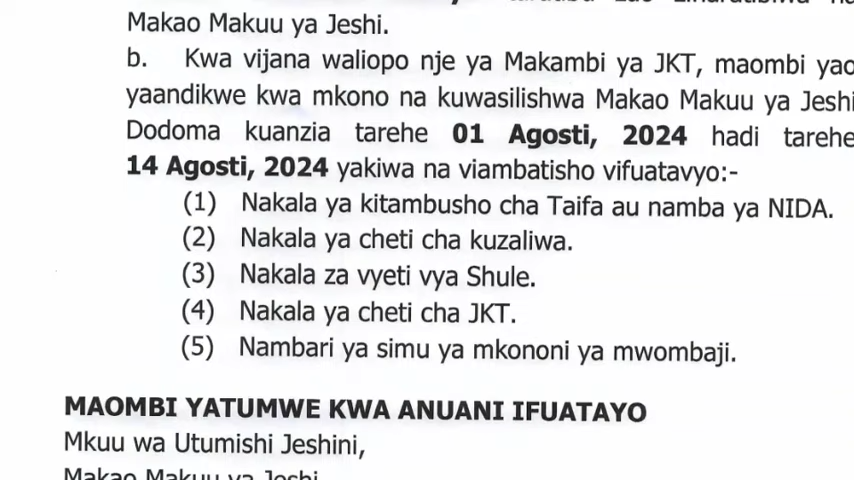 Makao Makuu ya Jeshi.
b. Kwa vijana waliopo nje ya Makambi ya JKT, maombi yao
yaandikwe kwa mkono na kuwasilishwa Makao Makuu ya Jeshi
Dodoma kuanzia tarehe 01 Agosti, 2024 hadi tarehe
14 Agosti, 2024 yakiwa na viambatisho vifuatavyo:-
(1) Nakala ya kitambusho cha Taifa au namba ya NIDA.
(2) Nakala ya cheti cha kuzaliwa.
(3) Nakala za vyeti vya Shule.
(4) Nakala ya cheti cha JKT.
(5) Nambari ya simu ya mkononi ya mwombaji.
MAOMBI YATUMWE KWA ANUANI IFUATAYO
Mkuu wa Utumishi Jeshini,
Makao Makuu ya Jeshi